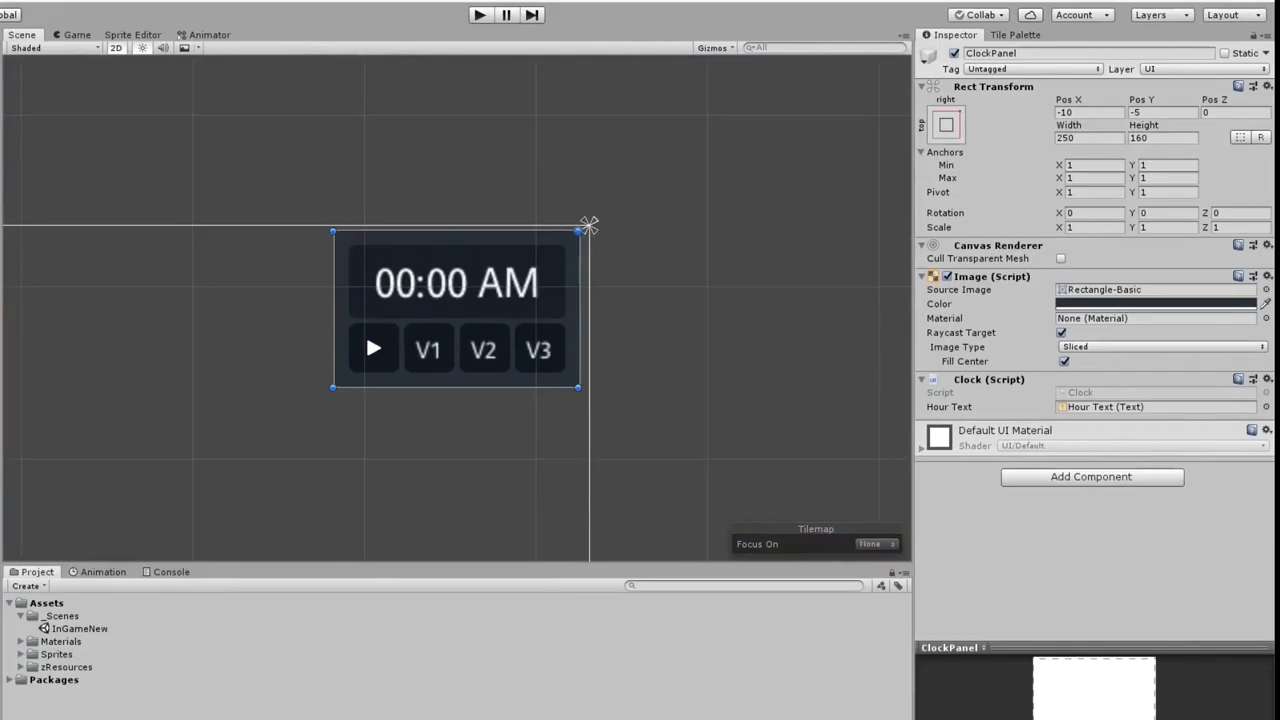 obal
Collab
Account
Layers
Layout
Scene
Game
Sprite Editor
Animator
Shaded
2D
Gizmos
All
00:00 AM
V1
V2
V3
Tilemap
Focus On
None
Project
Animation
Console
Create
Assets
_Scenes
InGameNew
Materials
Sprites
zResources
Packages
Inspector
Tile Palette
ClockPanel
Static
Tag
Untagged
Layer
UI
Rect Transform
right
top
Pos X
Pos Y
Pos Z
-10
-5
0
Width
Height
250
160
R
Anchors
Min
X 1
Y 1
Max
X 1
Y 1
Pivot
X 1
Y 1
Rotation
X 0
Y 0
Z 0
Scale
X 1
Y 1
Z 1
Canvas Renderer
Cull Transparent Mesh
Image (Script)
Source Image
Rectangle-Basic
Color
Material
None (Material)
Raycast Target
Image Type
Sliced
Fill Center
Clock (Script)
Script
Clock
Hour Text
Hour Text (Text)
Default UI Material
Shader
UI/Default
Add Component
ClockPanel